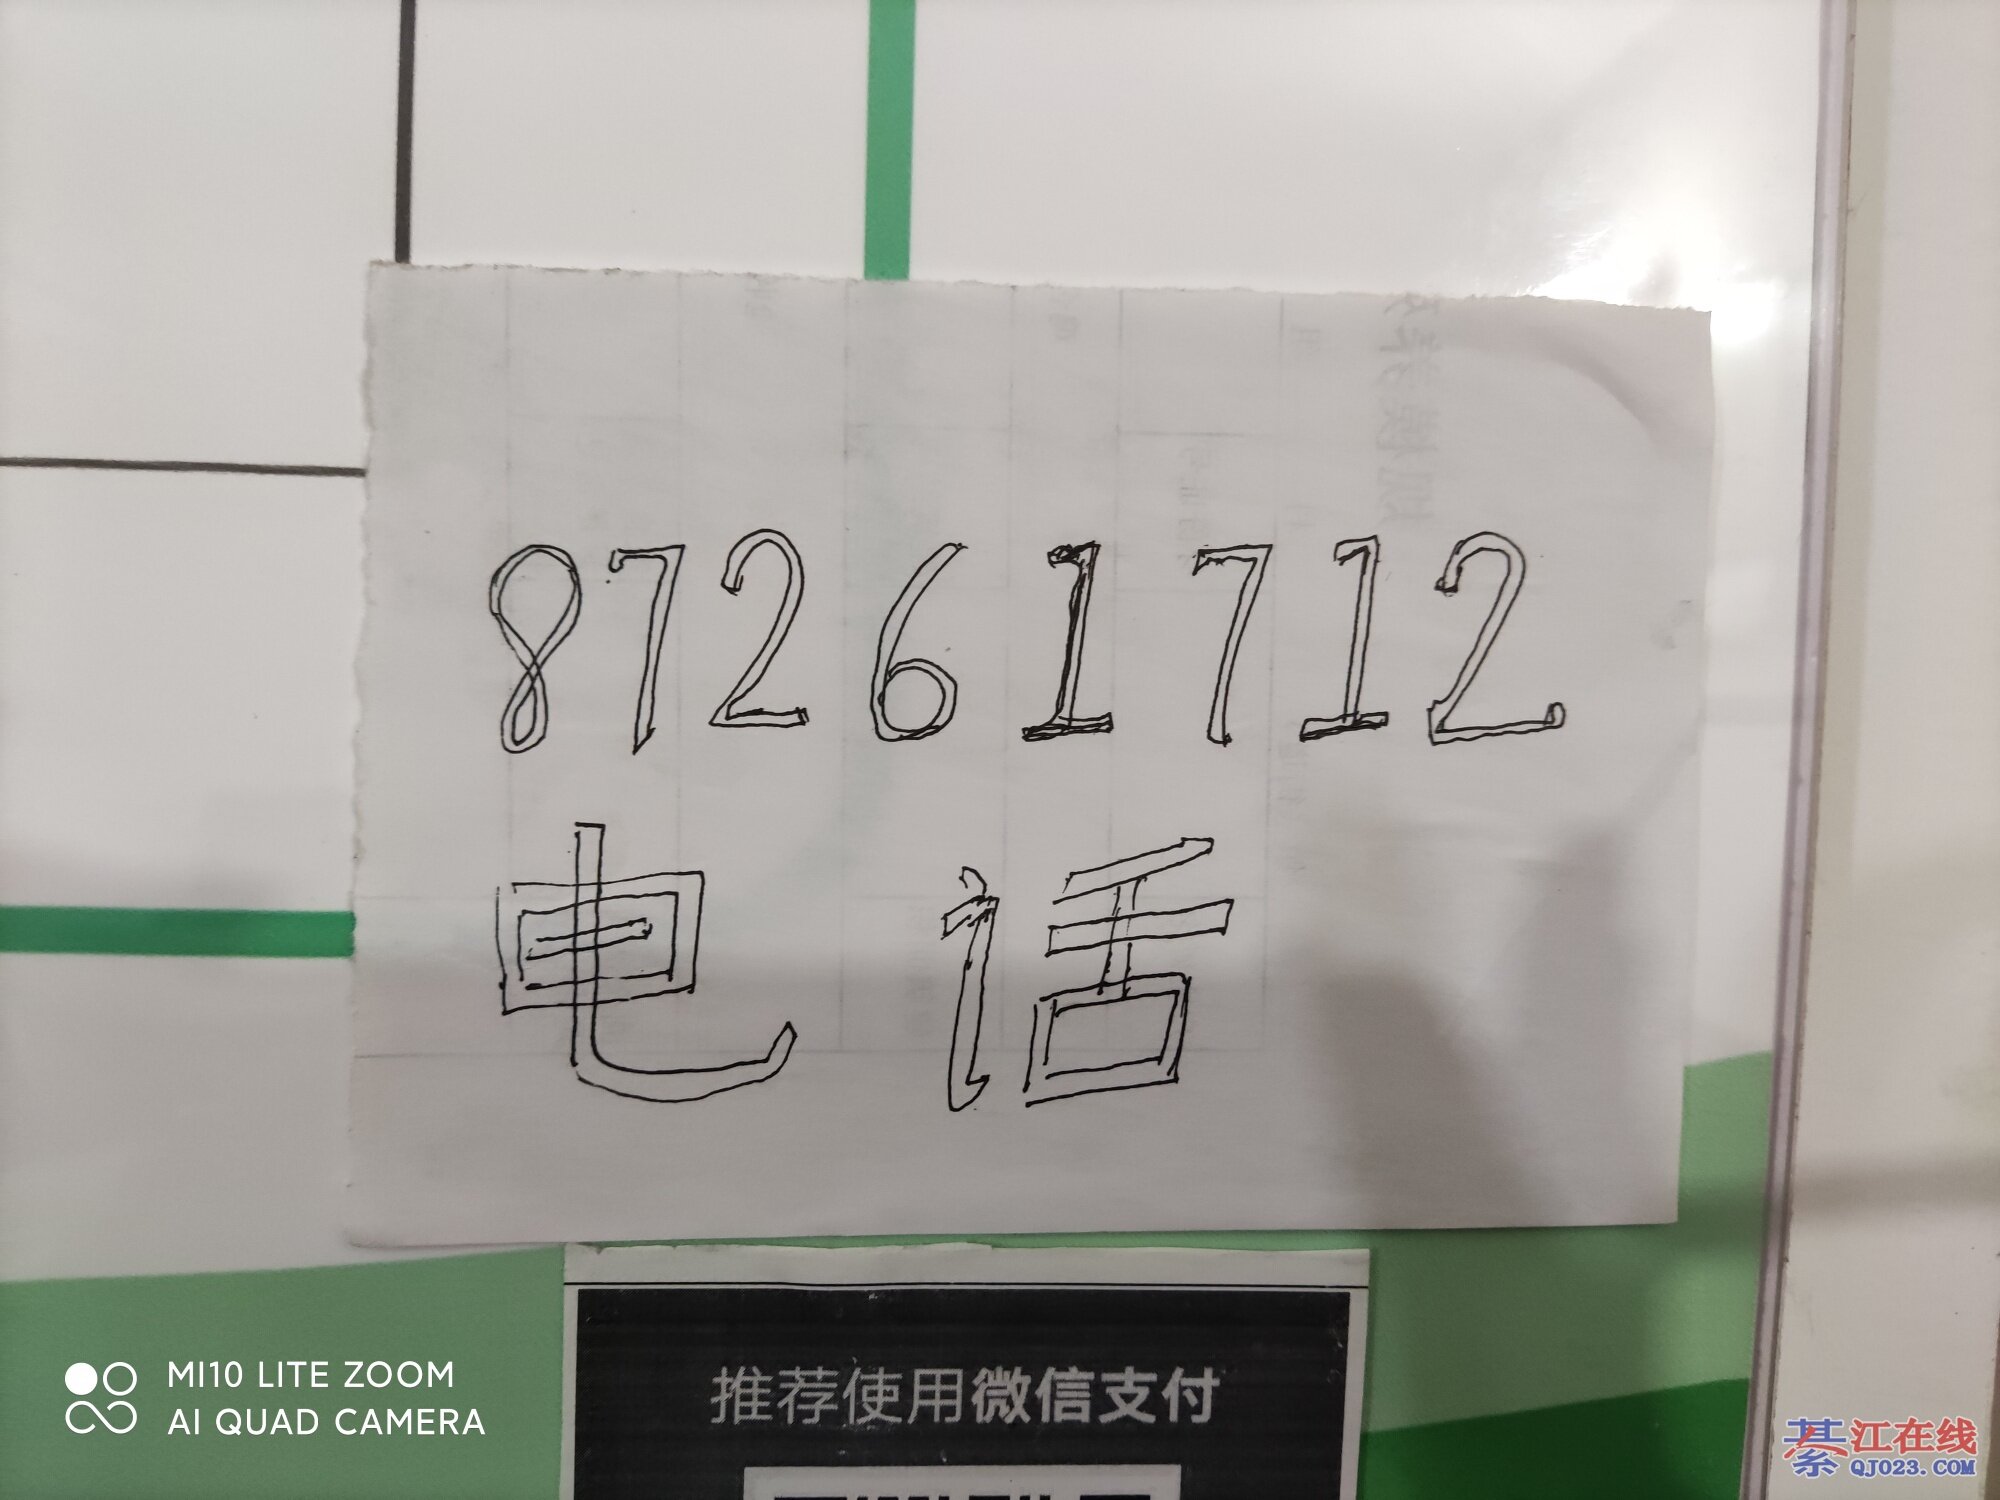 87261712
电话
推荐使用微信支付
MI10 LITE ZOOM
AI QUAD CAMERA
綦江在线
QJ023.COM